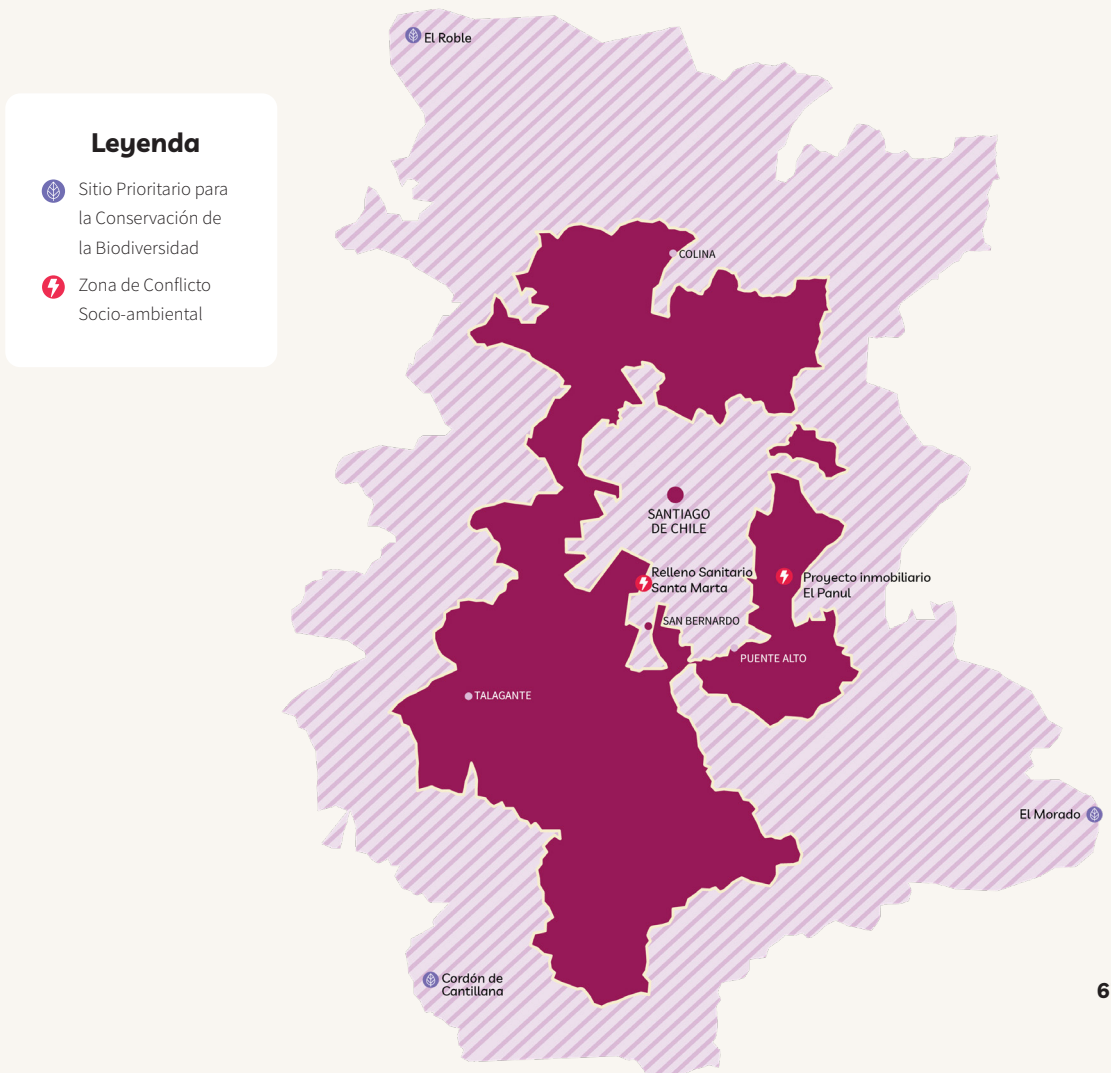 El Roble
Leyenda
Sitio Prioritario para
la Conservación de
la Biodiversidad
Zona de Conflicto
Socio-ambiental
COLINA
SANTIAGO
DE CHILE
Relleno Sanitario
Santa Marta
Proyecto inmobiliario
El Panul
SAN BERNARDO
PUENTE ALTO
TALAGANTE
El Morado
Cordón de
Cantillana
6